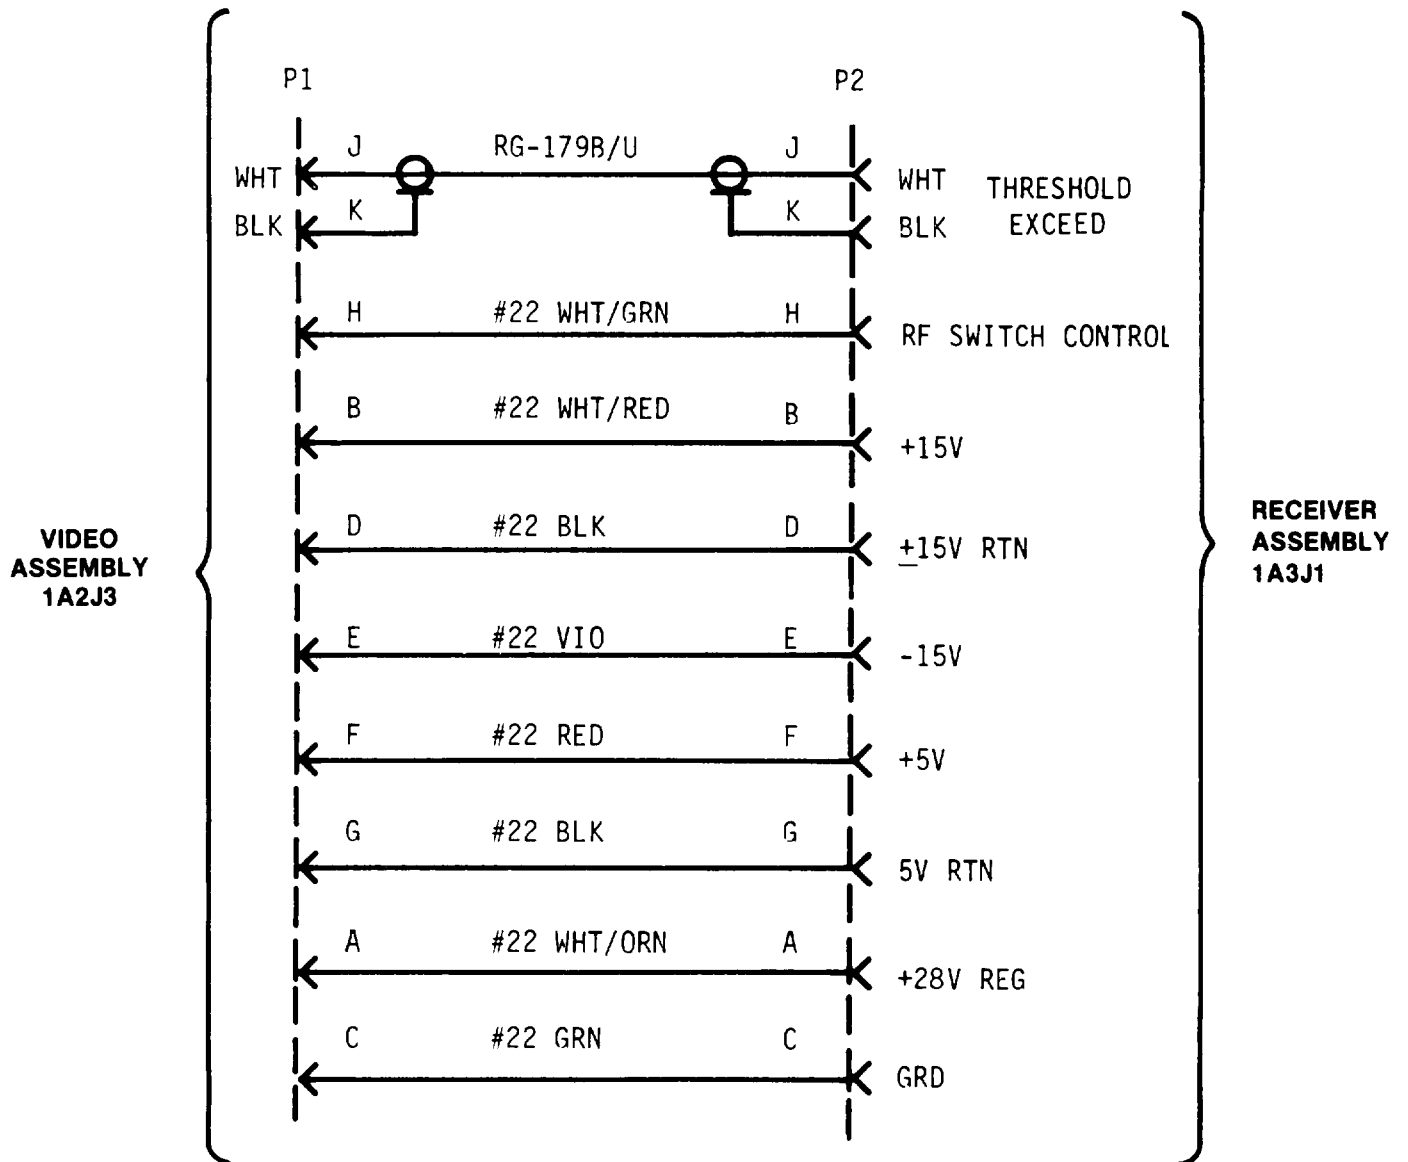 P1 P2
J RG-179B/U J
WHT WHT THRESHOLD
K K
BLK BLK EXCEED
H #22 WHT/GRN H
RF SWITCH CONTROL
B #22 WHT/RED B
+15V
D #22 BLK D
±15V RTN
VIDEO
ASSEMBLY
1A2J3
RECEIVER
ASSEMBLY
1A3J1
E #22 VIO E
-15V
F #22 RED F
+5V
G #22 BLK G
5V RTN
A #22 WHT/ORN A
+28V REG
C #22 GRN C
GRD